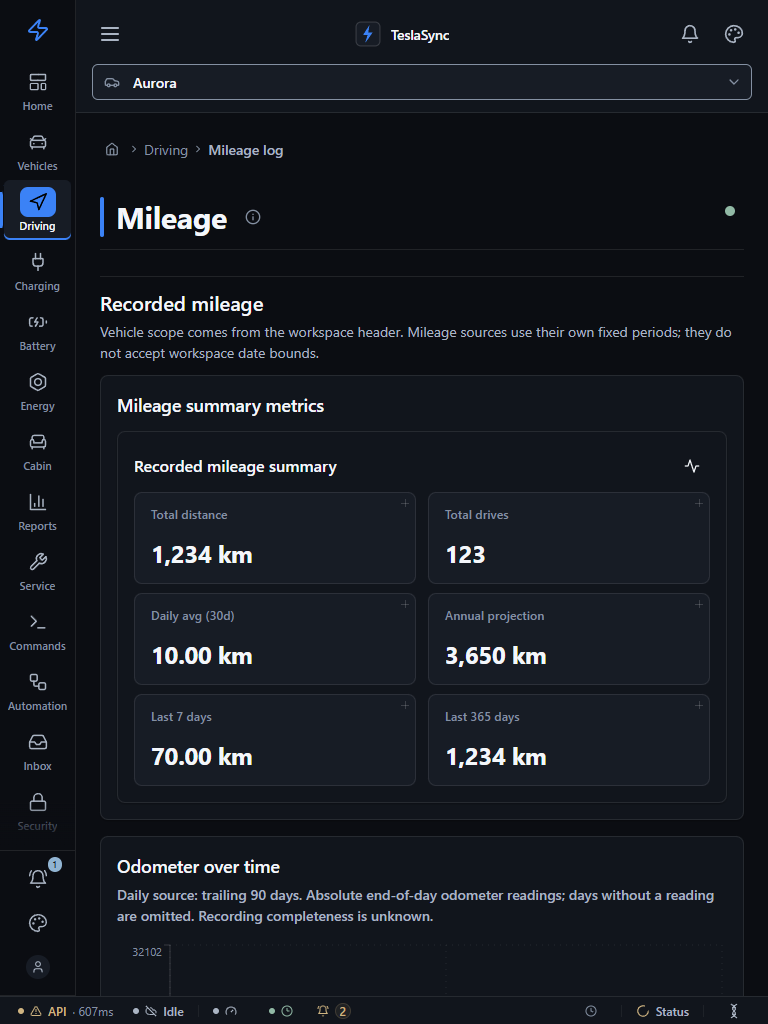 TeslaSync
Aurora
Home
Vehicles
Driving
Charging
Battery
Energy
Cabin
Reports
Service
Commands
Automation
Inbox
Security
1
Driving
Mileage log
Mileage
Recorded mileage
Vehicle scope comes from the workspace header. Mileage sources use their own fixed periods; they do
not accept workspace date bounds.
Mileage summary metrics
Recorded mileage summary
Total distance
1,234 km
Total drives
123
Daily avg (30d)
10.00 km
Annual projection
3,650 km
Last 7 days
70.00 km
Last 365 days
1,234 km
Odometer over time
Daily source: trailing 90 days. Absolute end-of-day odometer readings; days without a reading
are omitted. Recording completeness is unknown.
32102
API · 607ms
Idle
2
Status